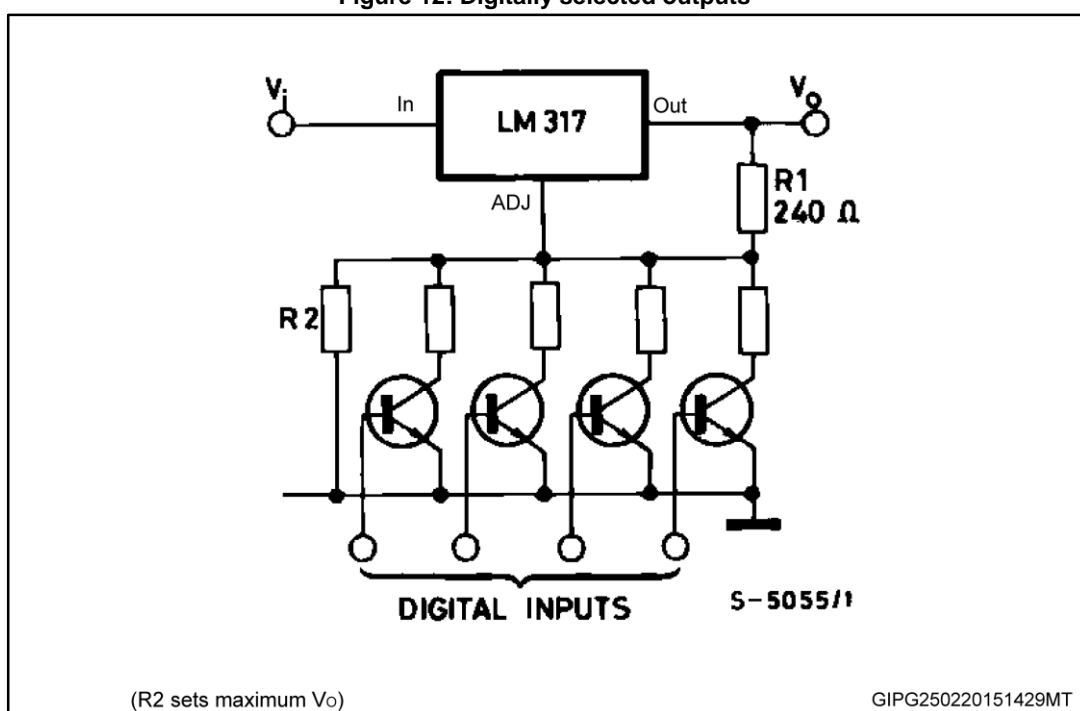 Figure 12: Digitally selected outputs
Vi
In
LM 317
Out
Vo
ADJ
R1
240 Ω
R2
DIGITAL INPUTS
S-5055/1
(R2 sets maximum VO)
GIPG250220151429MT